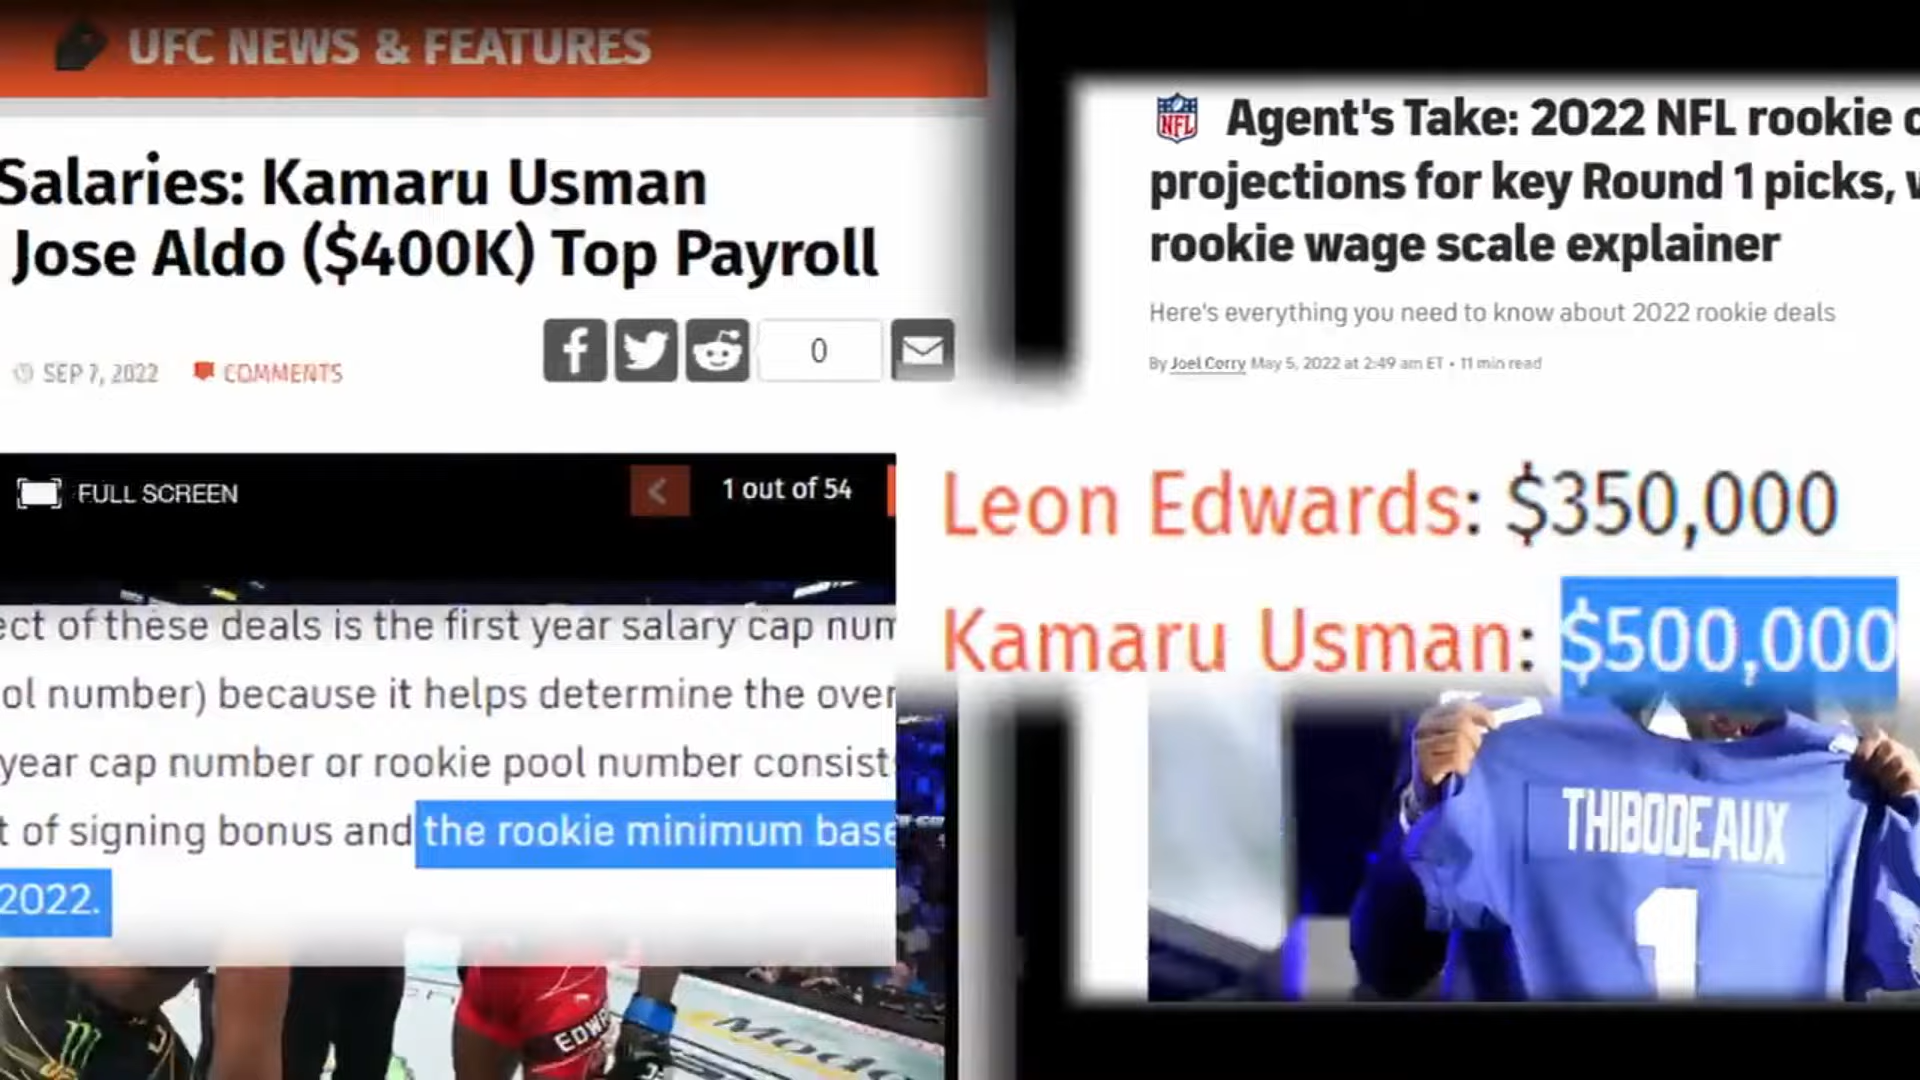 UFC NEWS & FEATURES
Salaries: Kamaru Usman
Jose Aldo ($400K) Top Payroll
SEP 7, 2022 COMMENTS
0
FULL SCREEN
1 out of 54
ect of these deals is the first year salary cap num
ol number) because it helps determine the over
year cap number or rookie pool number consist
t of signing bonus and the rookie minimum base
2022.
EDW
Modelo
NFL
Agent's Take: 2022 NFL rookie c
projections for key Round 1 picks, w
rookie wage scale explainer
Here's everything you need to know about 2022 rookie deals
By Joel Corry May 5, 2022 at 2:49 am ET • 11 min read
Leon Edwards: $350,000
Kamaru Usman: $500,000
THIBODEAUX
1